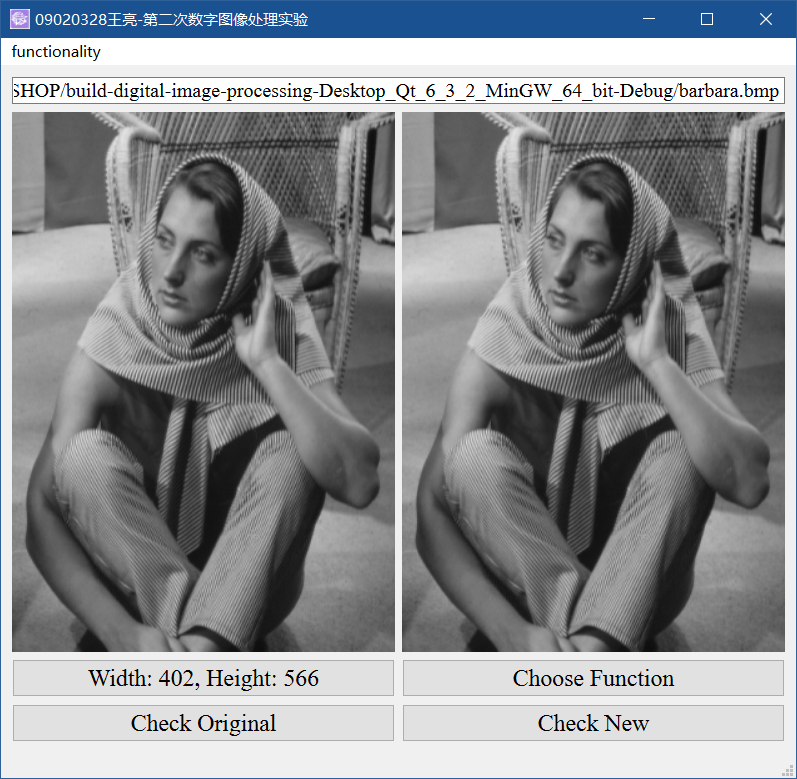 09020328王亮-第二次数字图像处理实验
functionality
SHOP/build-digital-image-processing-Desktop_Qt_6_3_2_MinGW_64_bit-Debug/barbara.bmp
Width: 402, Height: 566
Choose Function
Check Original
Check New